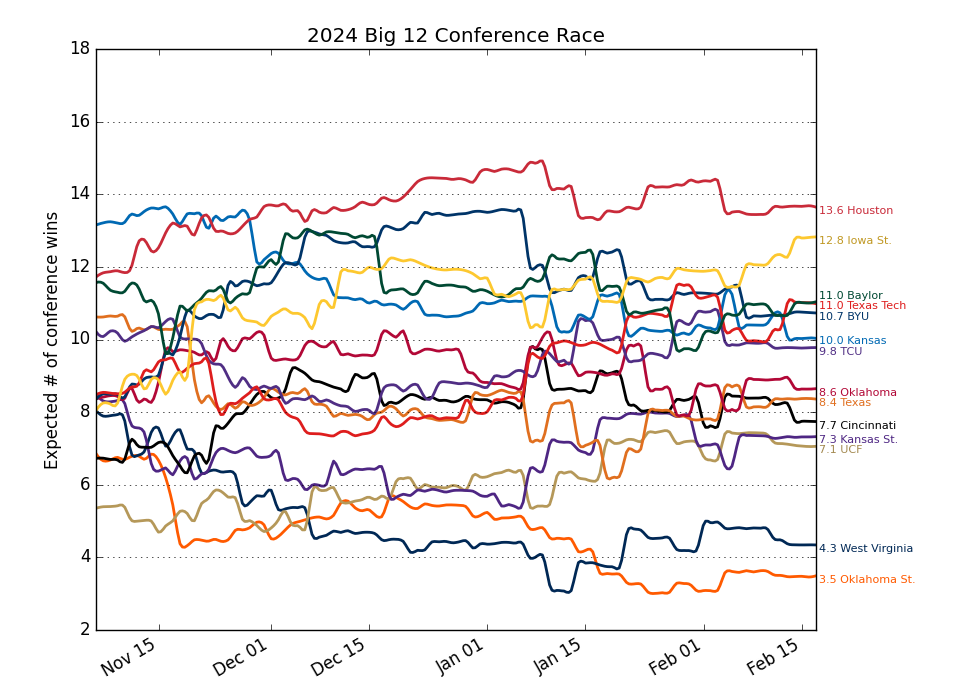 2024 Big 12 Conference Race
Expected # of conference wins
18
16
14
12
10
8
6
4
2
13.6 Houston
12.8 Iowa St.
11.0 Baylor
11.0 Texas Tech
10.7 BYU
10.0 Kansas
9.8 TCU
8.6 Oklahoma
8.4 Texas
7.7 Cincinnati
7.3 Kansas St.
7.1 UCF
4.3 West Virginia
3.5 Oklahoma St.
Nov 15
Dec 01
Dec 15
Jan 01
Jan 15
Feb 01
Feb 15